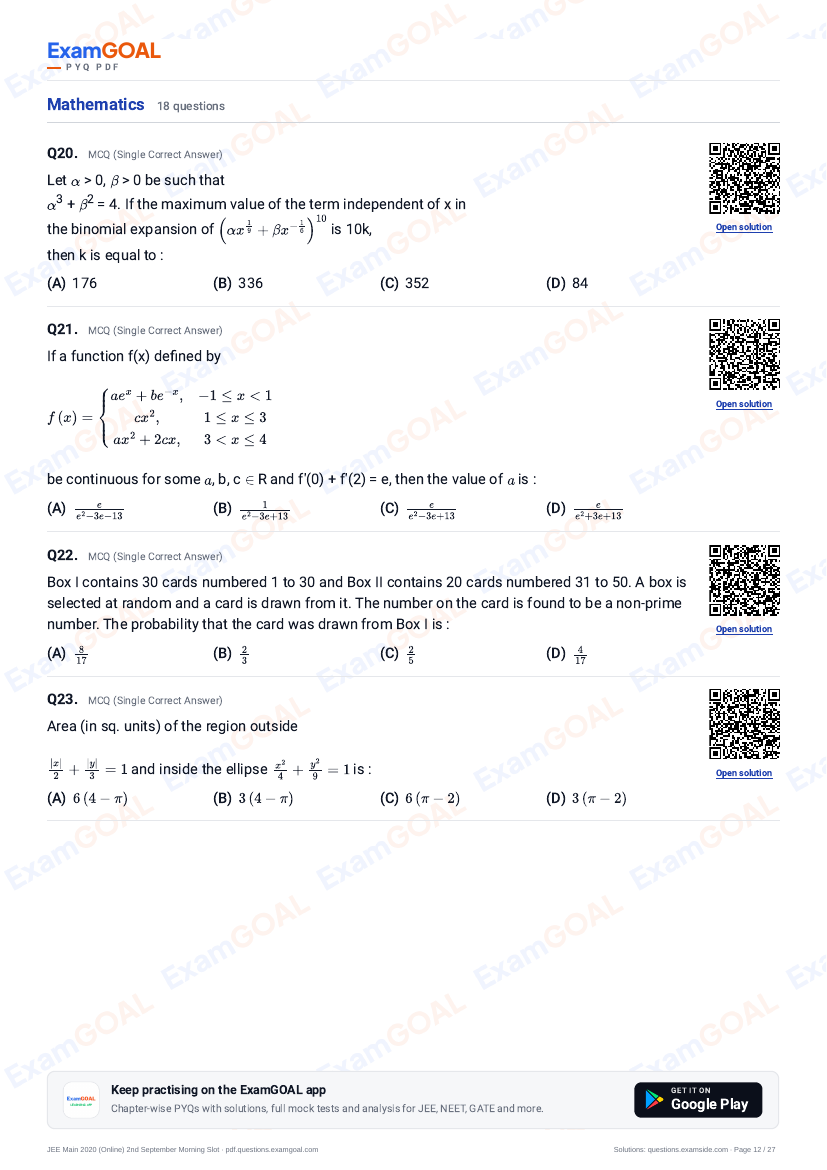 ExamGOAL
PYQ PDF
Mathematics 18 questions
Q20. MCQ (Single Correct Answer)
Let α > 0, β > 0 be such that
α³ + β² = 4. If the maximum value of the term independent of x in
the binomial expansion of (αx^{1/9} + βx^{-1/6})^{10} is 10k,
then k is equal to :
(A) 176 (B) 336 (C) 352 (D) 84
Open solution
Q21. MCQ (Single Correct Answer)
If a function f(x) defined by
f(x) = { ae^x + be^{-x}, −1 ≤ x < 1
cx², 1 ≤ x ≤ 3
ax² + 2cx, 3 < x ≤ 4
be continuous for some a, b, c ∈ R and f'(0) + f'(2) = e, then the value of a is :
(A) e/(e²−3e−13) (B) 1/(e²−3e+13) (C) e/(e²−3e+13) (D) e/(e²+3e+13)
Open solution
Q22. MCQ (Single Correct Answer)
Box I contains 30 cards numbered 1 to 30 and Box II contains 20 cards numbered 31 to 50. A box is
selected at random and a card is drawn from it. The number on the card is found to be a non-prime
number. The probability that the card was drawn from Box I is :
(A) 8/17 (B) 2/3 (C) 2/5 (D) 4/17
Open solution
Q23. MCQ (Single Correct Answer)
Area (in sq. units) of the region outside
|x|/2 + |y|/3 = 1 and inside the ellipse x²/4 + y²/9 = 1 is :
(A) 6(4 − π) (B) 3(4 − π) (C) 6(π − 2) (D) 3(π − 2)
Open solution
ExamGOAL
Keep practising on the ExamGOAL app
Chapter-wise PYQs with solutions, full mock tests and analysis for JEE, NEET, GATE and more.
GET IT ON
Google Play
JEE Main 2020 (Online) 2nd September Morning Slot · pdf.questions.examgoal.com
Solutions: questions.examside.com · Page 12 / 27